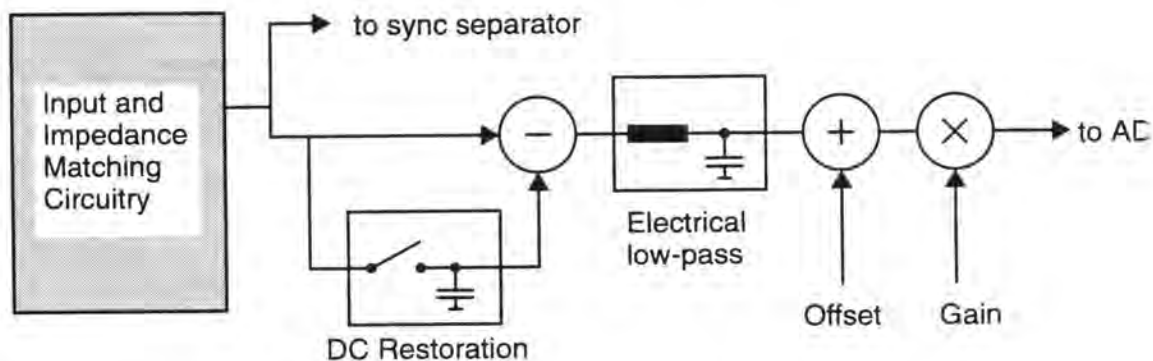 to sync separator
Input and
Impedance
Matching
Circuitry
−
+
×
to AD
Electrical
low-pass
DC Restoration
Offset
Gain